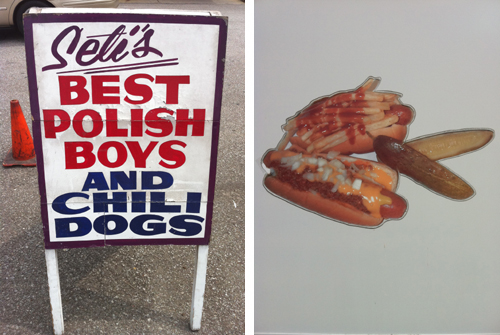 Seti's
BEST
POLISH
BOYS
AND
CHILI
DOGS